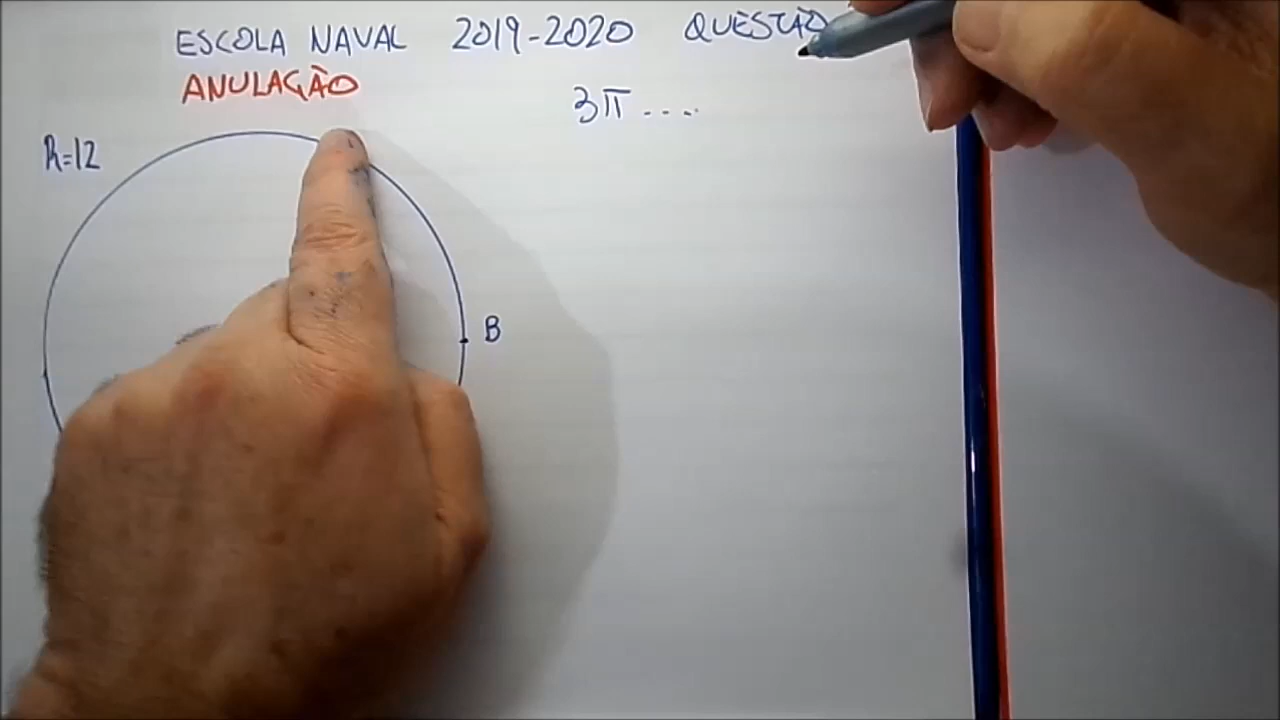 ESCOLA NAVAL 2019-2020 QUESTÃO
ANULAÇÃO
3π....
R=12
B